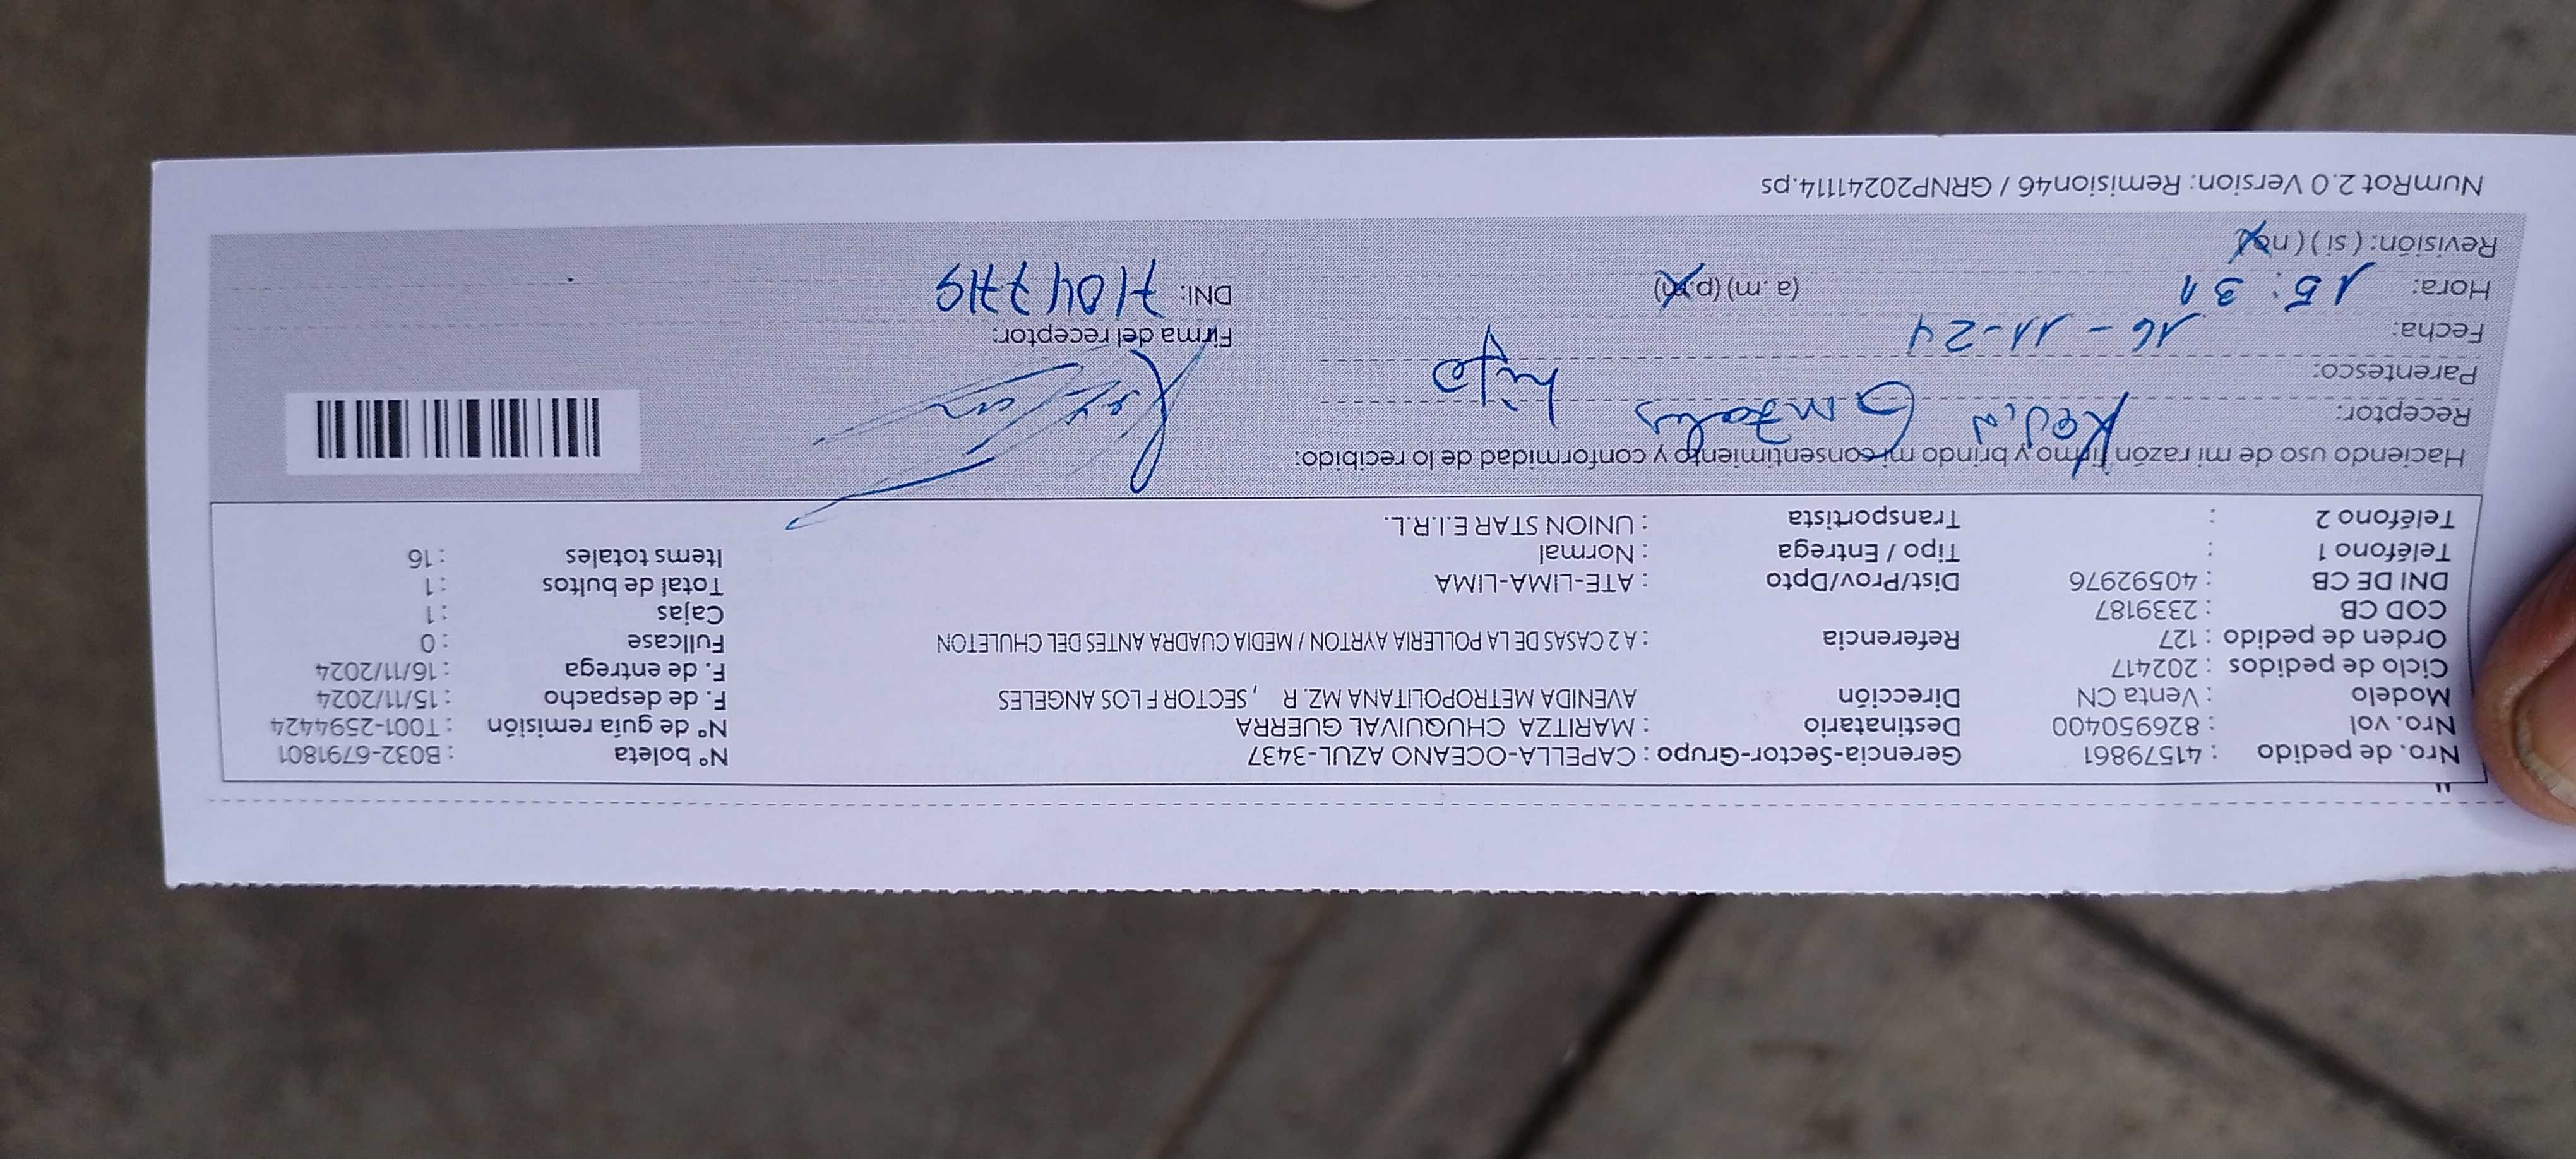 Nro. de pedido : 41579861 Gerencia-Sector-Grupo : CAPELLA-OCEANO AZUL-3437 N° boleta : B032-6791801
Nro. vol : 826950400 Destinatario : MARITZA CHUQUIVAL GUERRA N° de guía remisión : T001-2594424
Modelo : Venta CN Dirección AVENIDA METROPOLITANA MZ. R , SECTOR F LOS ANGELES F. de despacho : 15/11/2024
Ciclo de pedidos : 202417 F. de entrega : 16/11/2024
Orden de pedido : 127 Referencia : A 2 CASAS DE LA POLLERIA AYRTON / MEDIA CUADRA ANTES DEL CHULETON Fullcase : 0
COD CB : 2339187 Cajas : 1
DNI DE CB : 40592976 Dist/Prov/Dpto : ATE-LIMA-LIMA Total de bultos : 1
Teléfono 1 : Tipo / Entrega : Normal Items totales : 16
Teléfono 2 : Transportista : UNION STAR E.I.R.L.
Haciendo uso de mi razón firmo y brindo mi consentimiento y conformidad de lo recibido:
Receptor: Kevin Gonzales
Parentesco: hijo
Fecha: 16-11-24 Firma del receptor:
Hora: 15:31 (a.m) (p.m) DNI: 71047719
Revisión: (si) (no)
NumRot 2.0 Version: Remision46 / GRNP20241114.ps